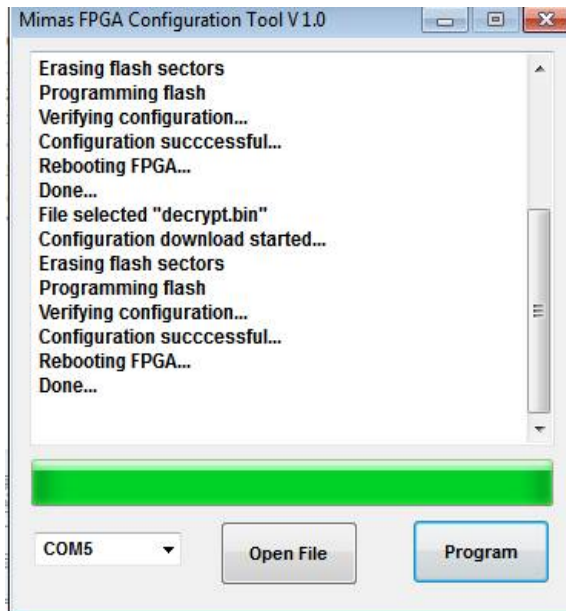 Mimas FPGA Configuration Tool V 1.0
Erasing flash sectors
Programming flash
Verifying configuration...
Configuration succcessful...
Rebooting FPGA...
Done...
File selected "decrypt.bin"
Configuration download started...
Erasing flash sectors
Programming flash
Verifying configuration...
Configuration succcessful...
Rebooting FPGA...
Done...
COM5
Open File
Program